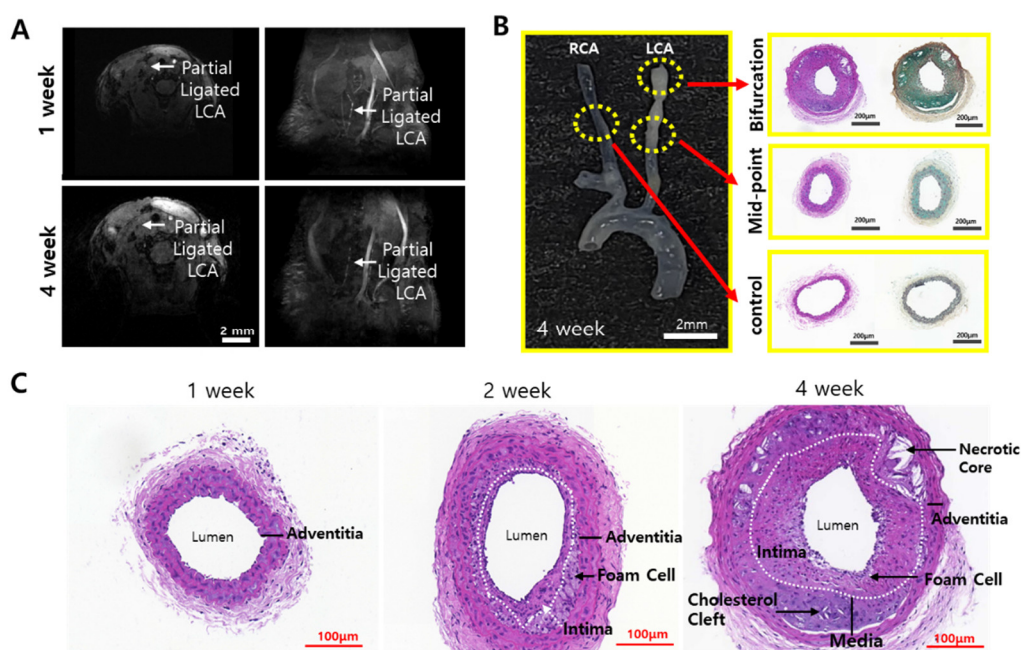 A
1 week
Partial
Ligated
LCA
Partial
Ligated
LCA
4 week
Partial
Ligated
LCA
2 mm
Partial
Ligated
LCA
B
RCA
LCA
4 week
2mm
Bifurcation
200μm
200μm
Mid-point
200μm
200μm
control
200μm
200μm
C
1 week
Lumen
Adventitia
100μm
2 week
Lumen
Adventitia
Foam Cell
Intima
100μm
4 week
Necrotic
Core
Adventitia
Lumen
Intima
Foam Cell
Cholesterol
Cleft
Media
100μm